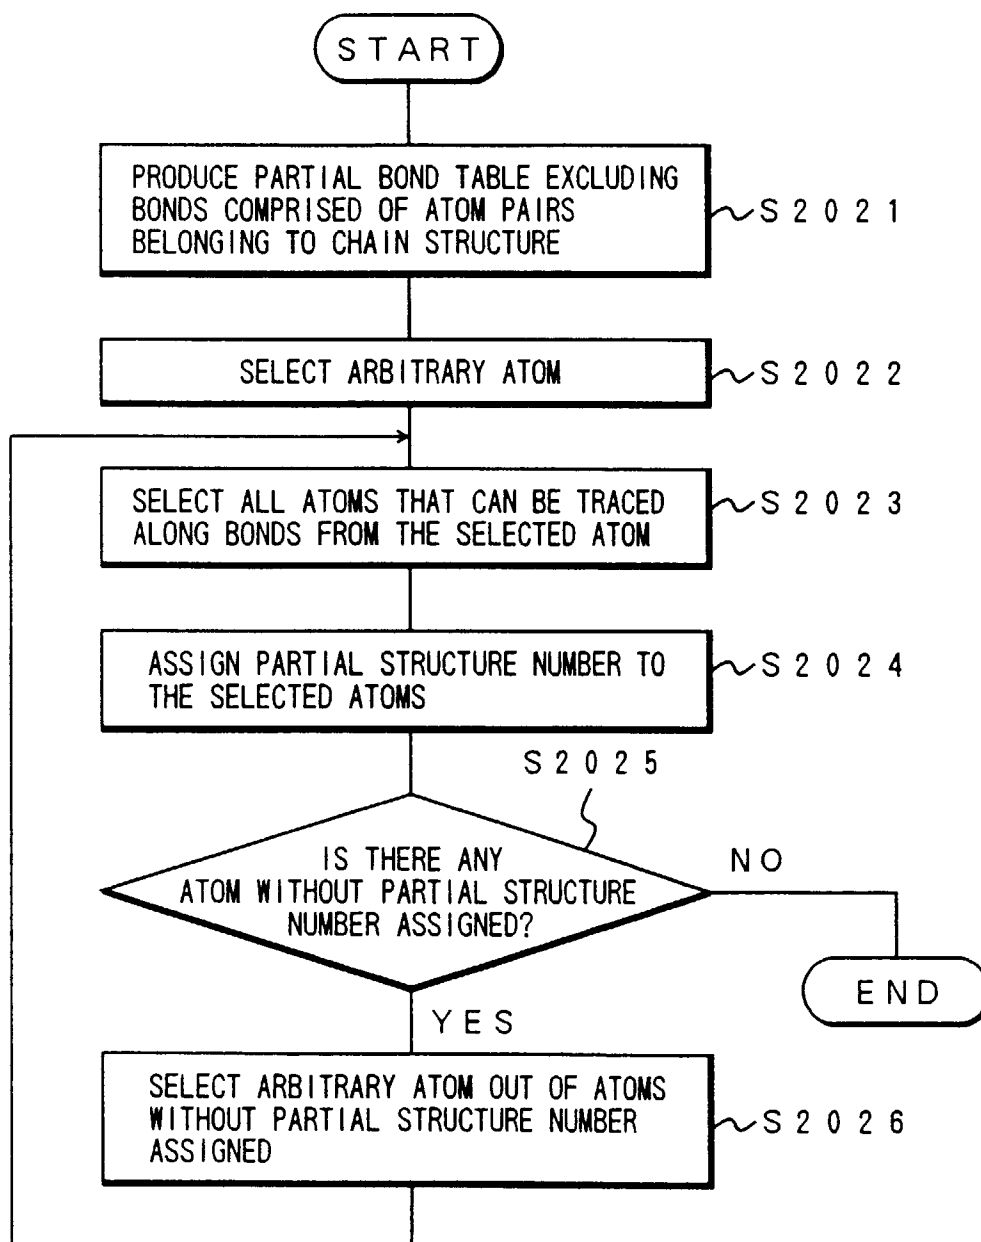 START
PRODUCE PARTIAL BOND TABLE EXCLUDING
BONDS COMPRISED OF ATOM PAIRS
BELONGING TO CHAIN STRUCTURE
S2021
SELECT ARBITRARY ATOM
S2022
SELECT ALL ATOMS THAT CAN BE TRACED
ALONG BONDS FROM THE SELECTED ATOM
S2023
ASSIGN PARTIAL STRUCTURE NUMBER TO
THE SELECTED ATOMS
S2024
S2025
IS THERE ANY
ATOM WITHOUT PARTIAL STRUCTURE
NUMBER ASSIGNED?
NO
END
YES
SELECT ARBITRARY ATOM OUT OF ATOMS
WITHOUT PARTIAL STRUCTURE NUMBER
ASSIGNED
S2026